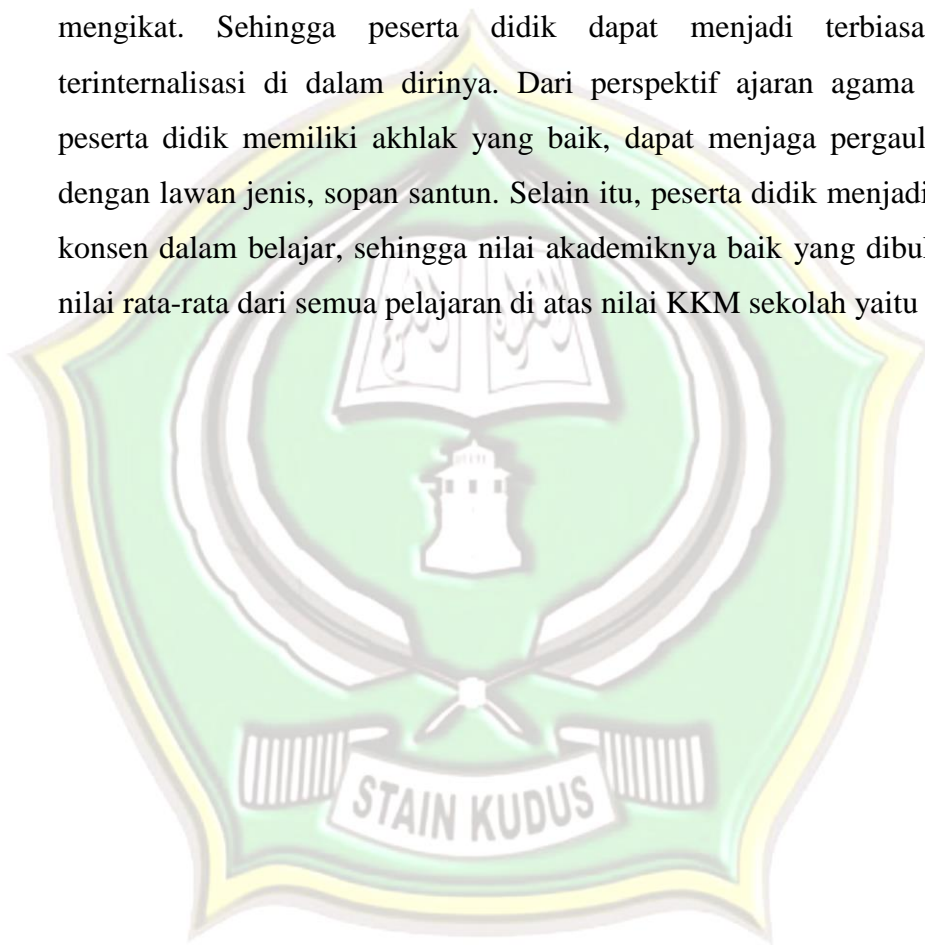 mengikat. Sehingga peserta didik dapat menjadi terbiasa
terinternalisasi di dalam dirinya. Dari perspektif ajaran agama
peserta didik memiliki akhlak yang baik, dapat menjaga pergaul
dengan lawan jenis, sopan santun. Selain itu, peserta didik menjadi
konsen dalam belajar, sehingga nilai akademiknya baik yang dibul
nilai rata-rata dari semua pelajaran di atas nilai KKM sekolah yaitu
STAIN KUDUS